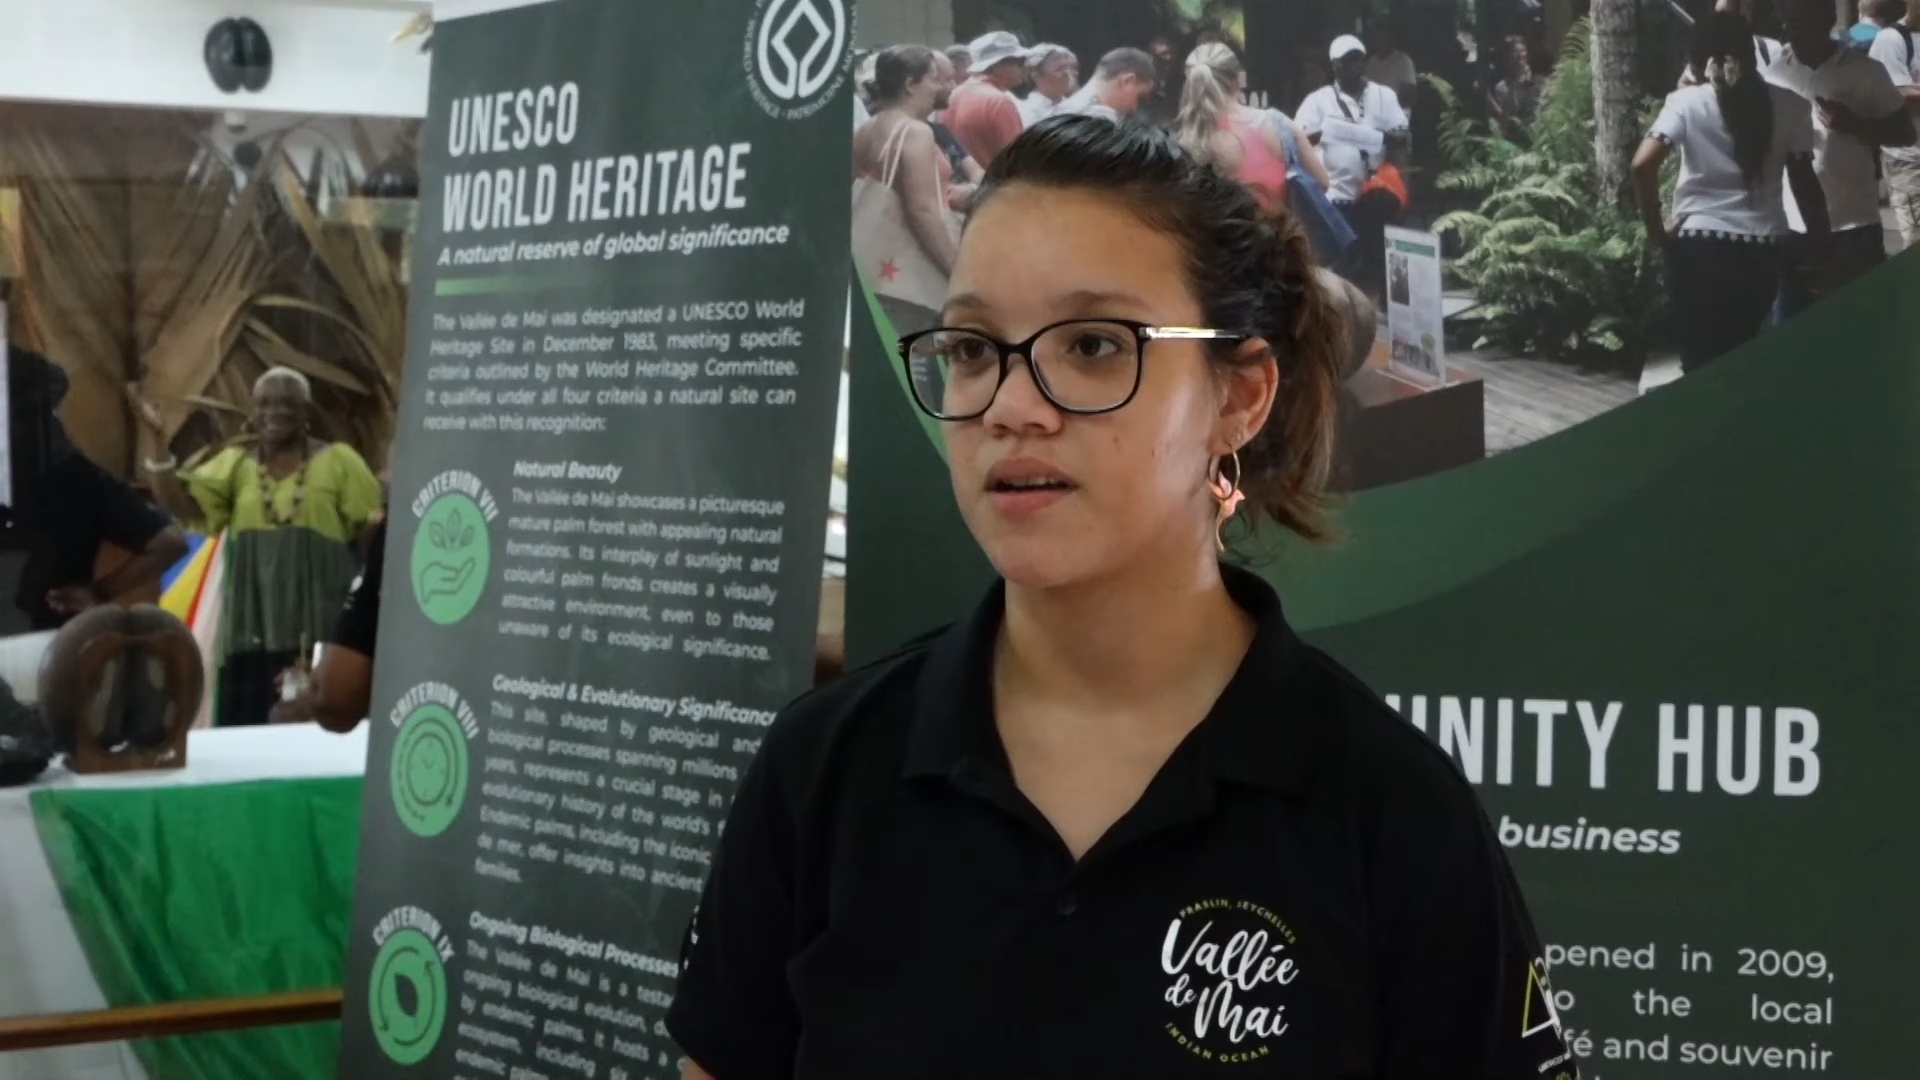 UNESCO
WORLD HERITAGE
A natural reserve of global significance
The Vallée de Mai was designated a UNESCO World
Heritage Site in December 1983, meeting specific
criteria outlined by the World Heritage Committee.
It qualifies under all four criteria a natural site can
receive with this recognition:
CRITERION VII
Natural Beauty
The Vallée de Mai showcases a picturesque
mature palm forest with appealing natural
formations. Its interplay of sunlight and
colourful palm fronds creates a visually
attractive environment, even to those
unaware of its ecological significance.
CRITERION VIII
Geological & Evolutionary Significance
This site, shaped by geological and
biological processes spanning millions
years, represents a crucial stage in
evolutionary history of the world's
Endemic palms, including the iconic
de mer, offer insights into ancient
families.
CRITERION IX
Ongoing Biological Processes
The Vallée de Mai is a
ongoing biological evolution,
by endemic palms. It hosts a
ecosystem, including six
endemic
WORLD HERITAGE • PATRIMOINE
UNITY HUB
business
pened in 2009,
o the local
fé and souvenir
PRASLIN, SEYCHELLES
Vallée
de Mai
INDIAN OCEAN